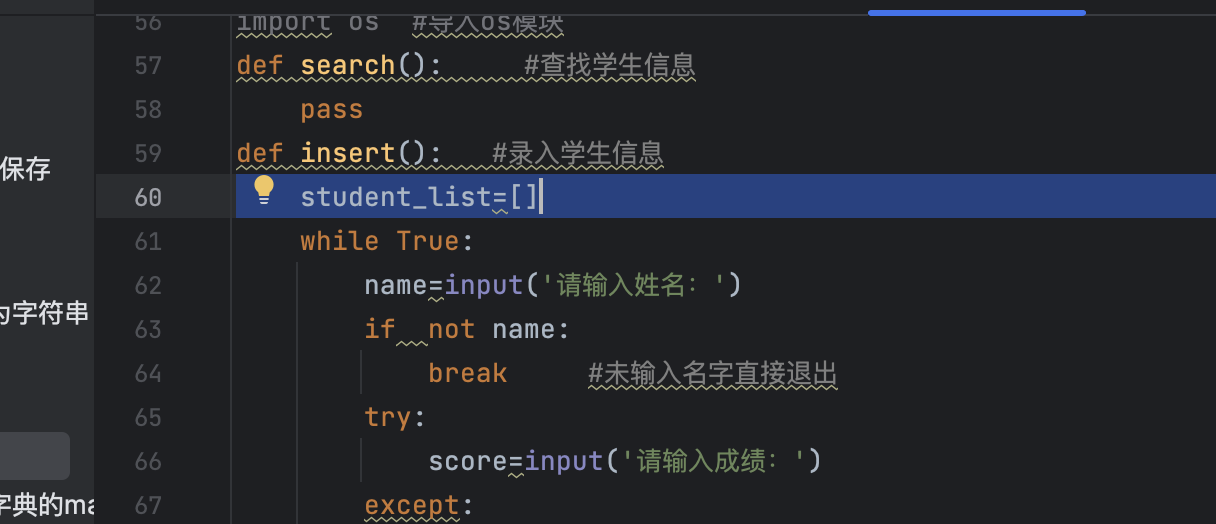 56 import os #导入os模块
57 def search(): #查找学生信息
58 pass
59 def insert(): #录入学生信息
保存
60 student_list=[]
61 while True:
62 name=input('请输入姓名：')
为字符串
63 if not name:
64 break #未输入名字直接退出
65 try:
66 score=input('请输入成绩：')
字典的ma
67 except: